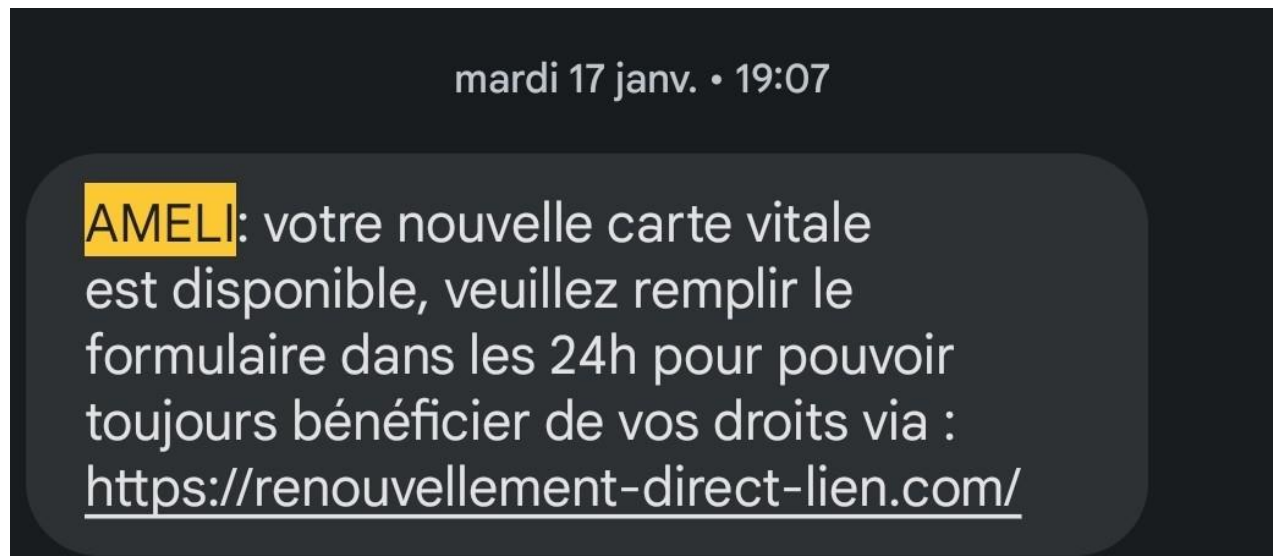 mardi 17 janv. • 19:07
AMELI: votre nouvelle carte vitale
est disponible, veuillez remplir le
formulaire dans les 24h pour pouvoir
toujours bénéficier de vos droits via :
https://renouvellement-direct-lien.com/